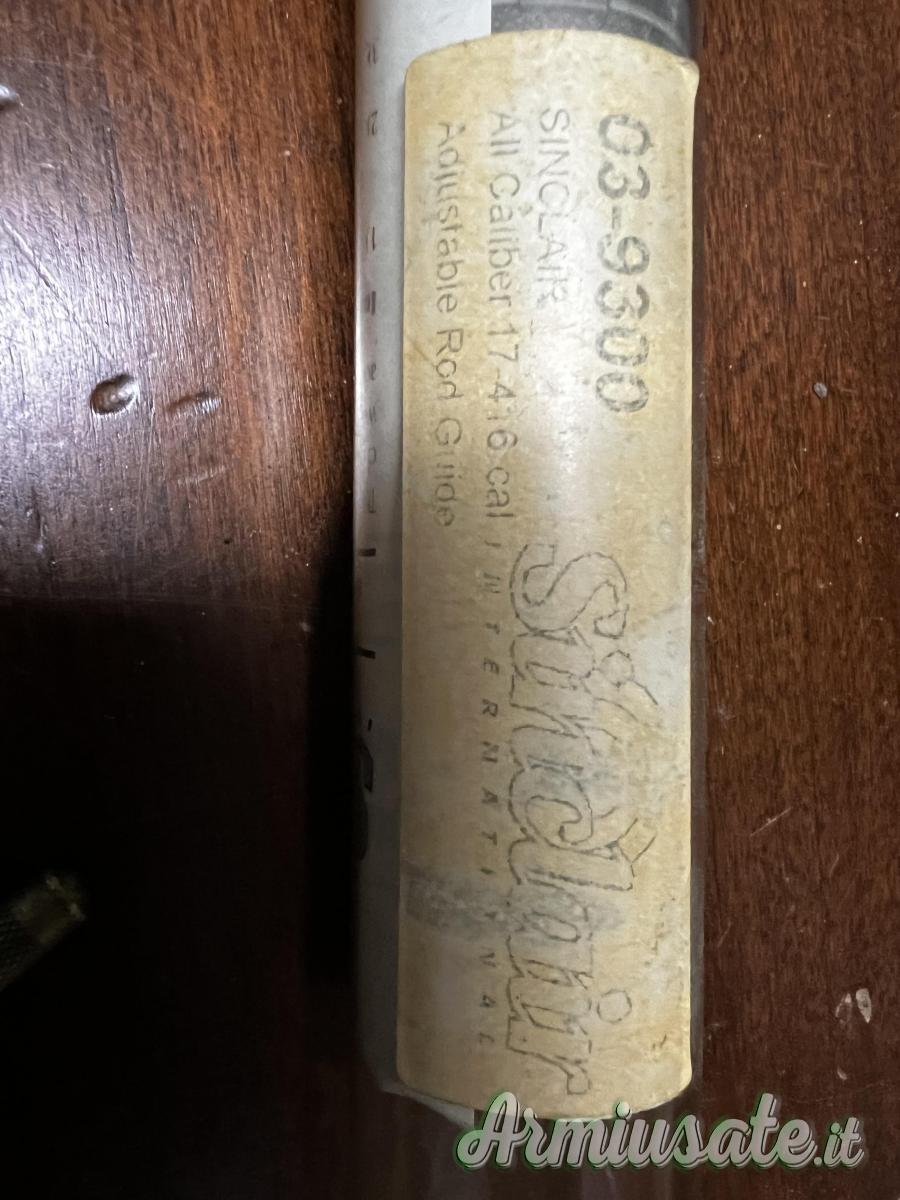 03-9300
SINCLAIR
All Caliber 17-416 cal
Adjustable Rod Guide
Sinclair
INTERNATIONAL
Armiusate.it